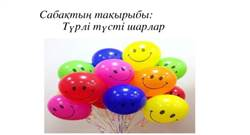 Сабақтың тақырыбы:
Түрлі түсті шарлар